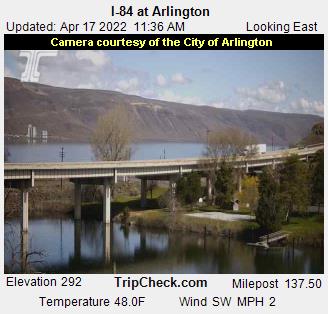 I-84 at Arlington
Updated: Apr 17 2022 11:36 AM Looking East
Camera courtesy of the City of Arlington
Elevation 292 TripCheck.com Milepost 137.50
Temperature 48.0F Wind SW MPH 2